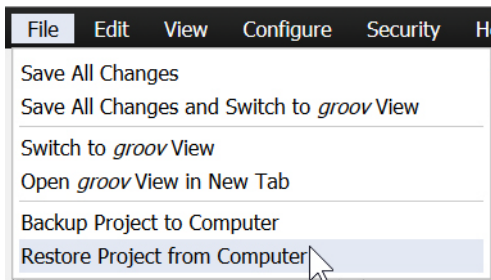 File Edit View Configure Security
Save All Changes
Save All Changes and Switch to groov View
Switch to groov View
Open groov View in New Tab
Backup Project to Computer
Restore Project from Computer